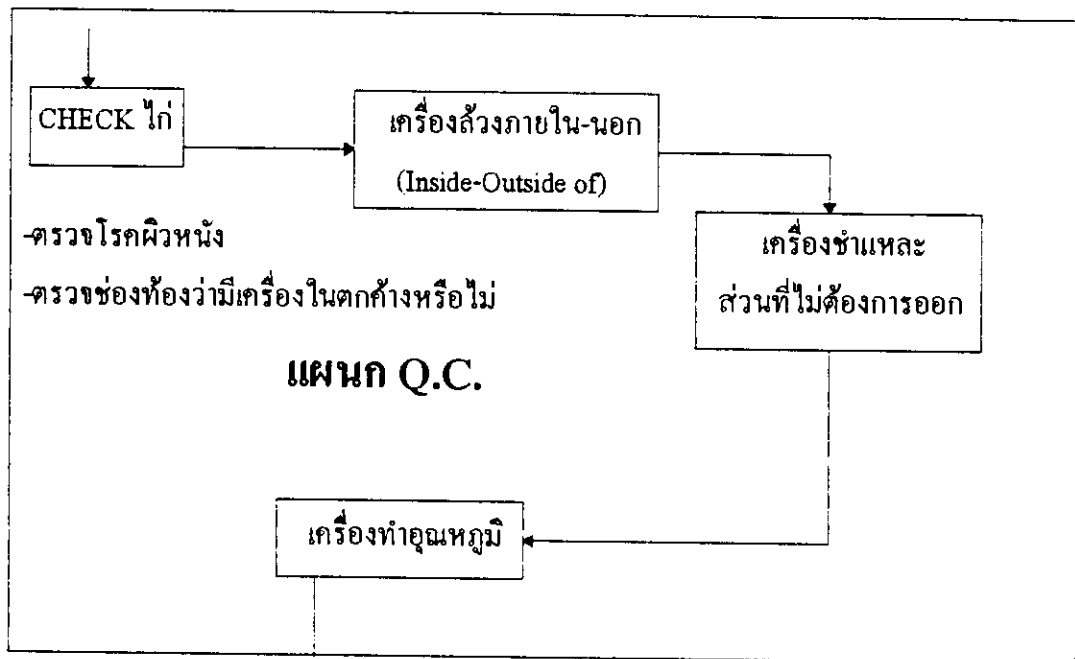 CHECK ไก่
เครื่องล้วงภายใน-นอก
(Inside-Outside of)
-ตรวจโรคผิวหนัง
-ตรวจช่องท้องว่ามีเครื่องในตกค้างหรือไม่
เครื่องชำแหละ
ส่วนที่ไม่ต้องการออก
แผนก Q.C.
เครื่องทำอุณหภูมิ